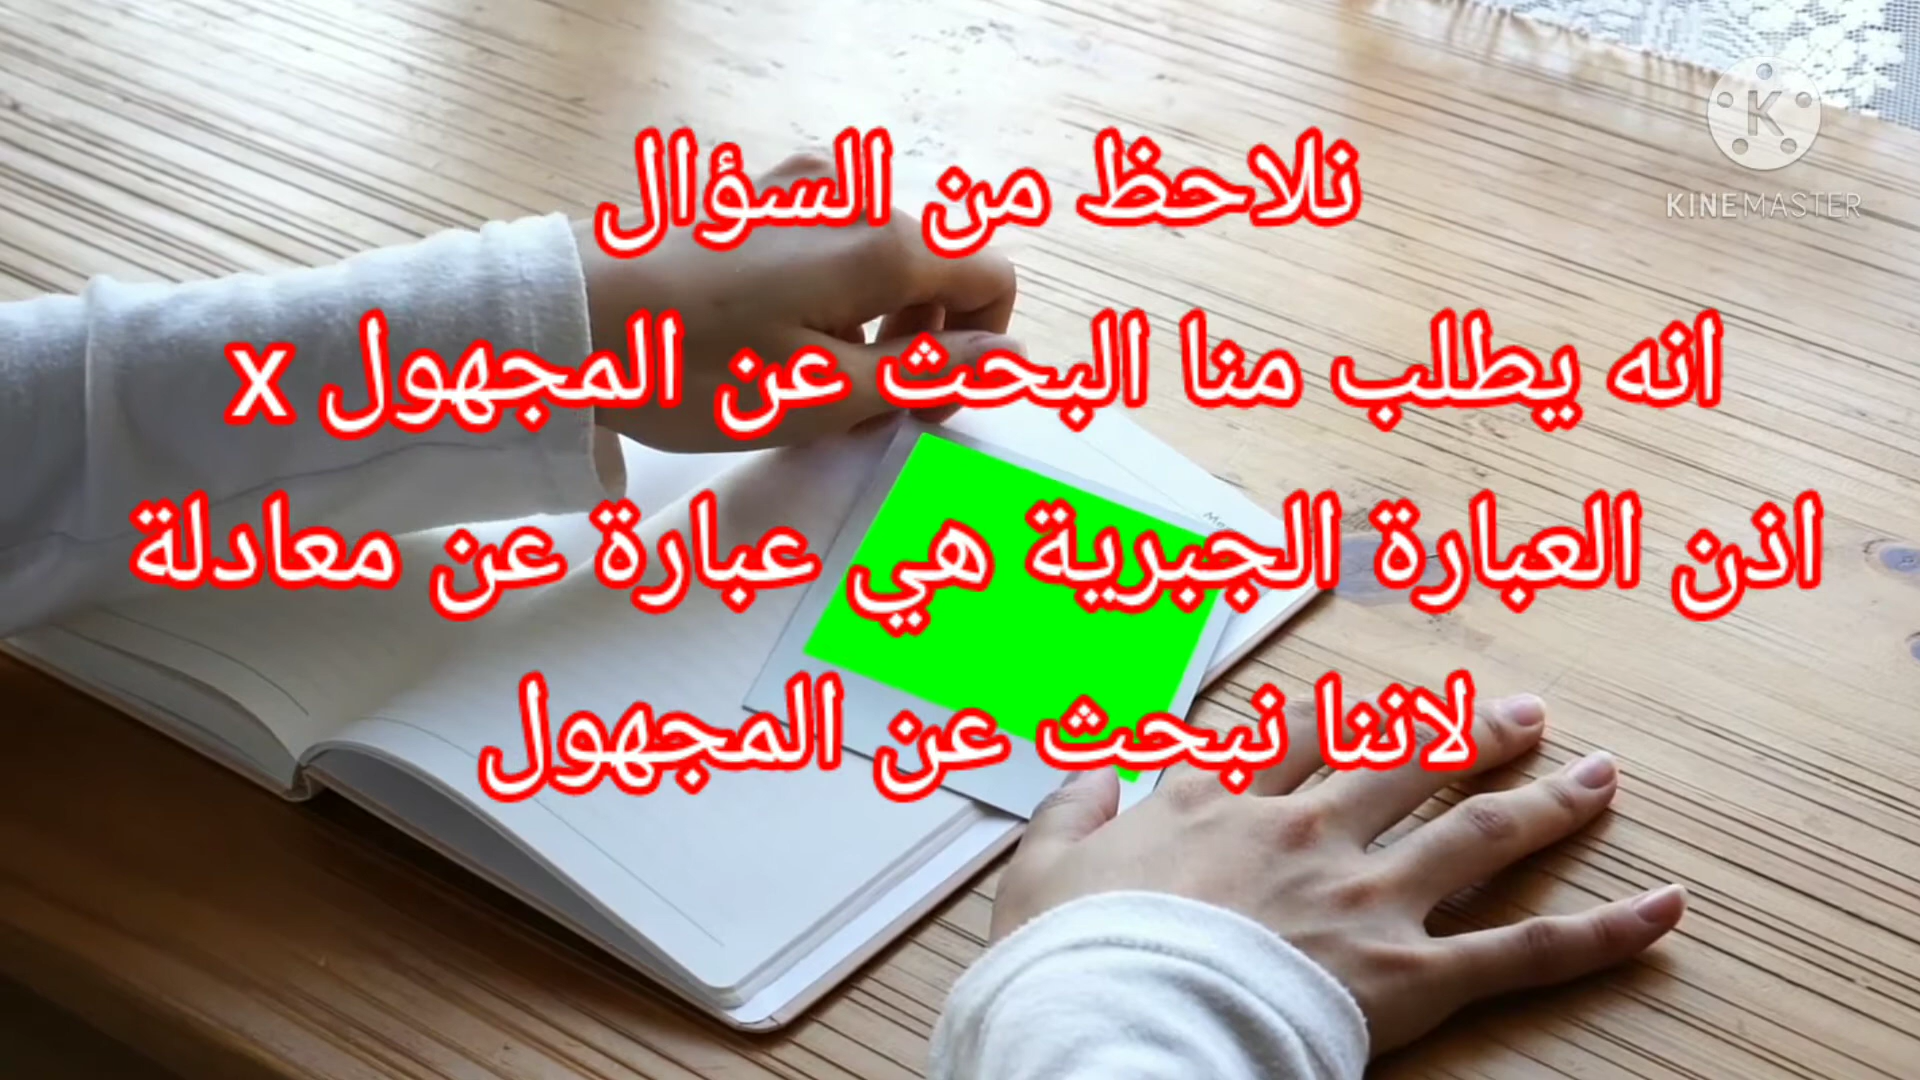 KINEMASTER
نلاحظ من السؤال
انه يطلب منا البحث عن المجهول x
اذن العبارة الجبرية هي عبارة عن معادلة
لاننا نبحث عن المجهول